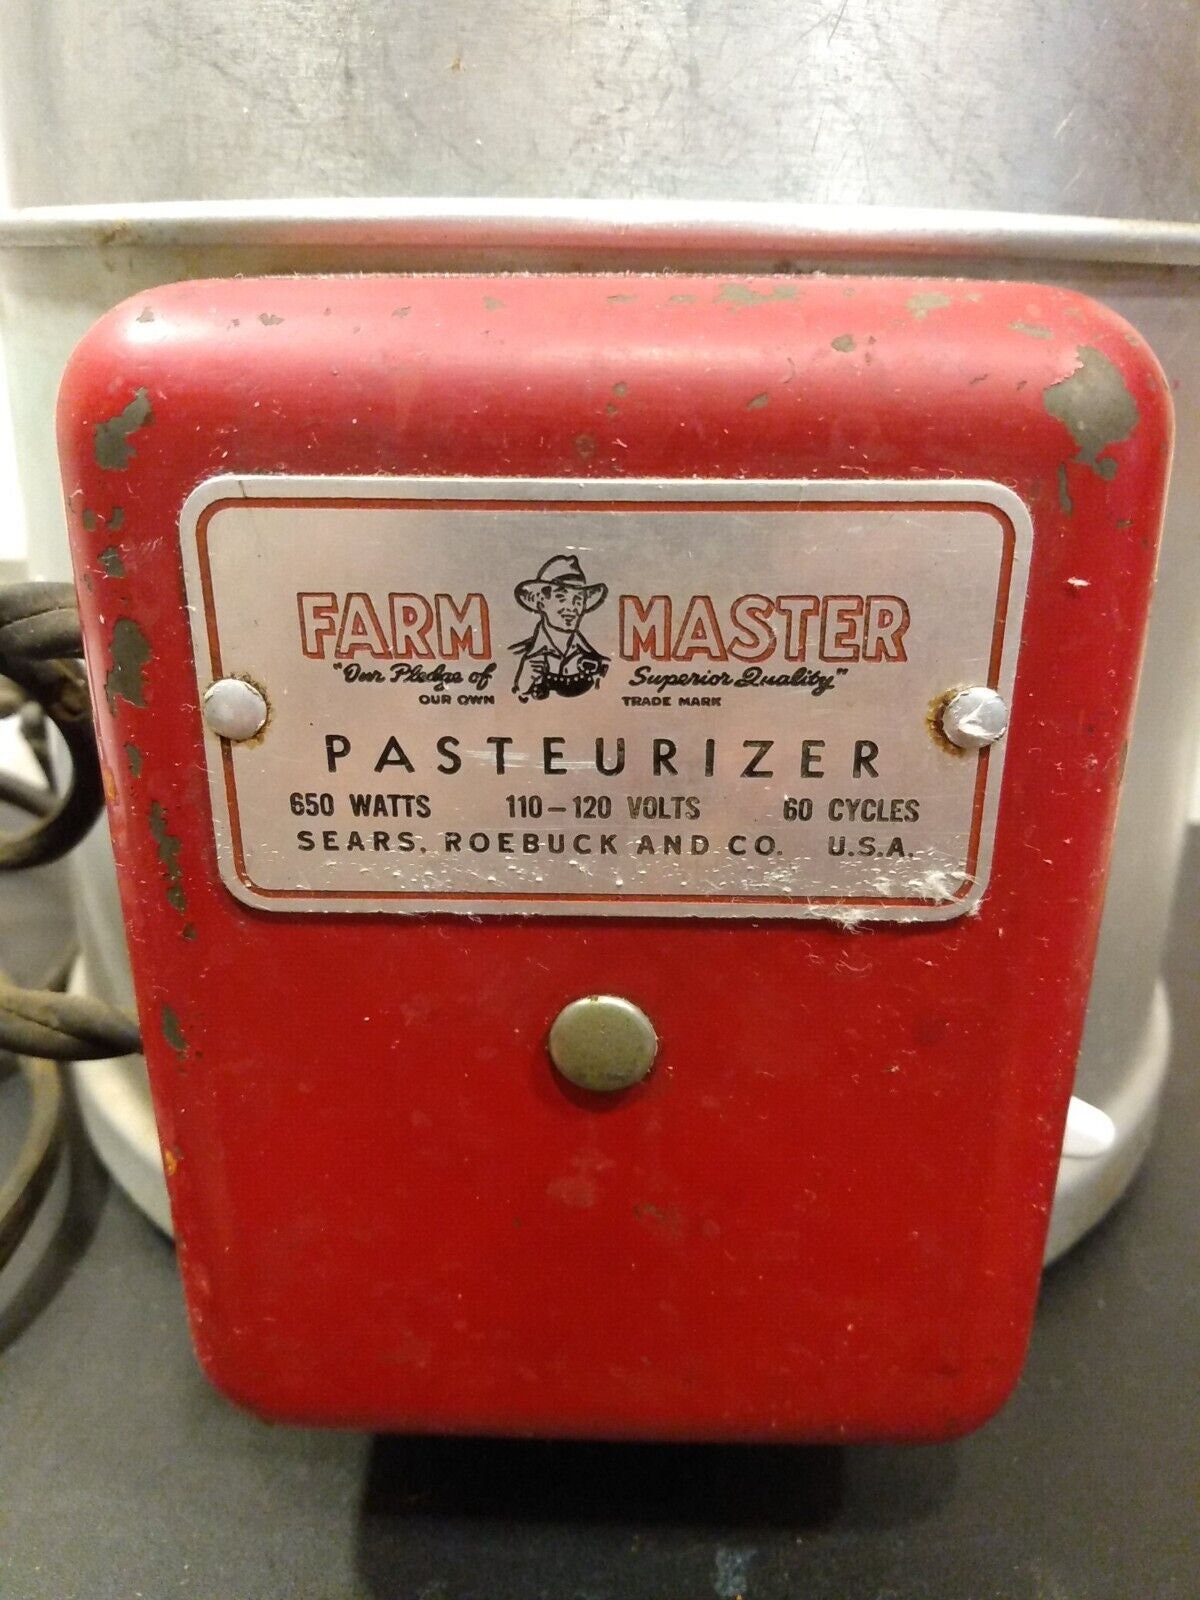 FARM MASTER
"Our Pledge of Superior Quality"
OUR OWN TRADE MARK
PASTEURIZER
650 WATTS 110-120 VOLTS 60 CYCLES
SEARS, ROEBUCK AND CO. U.S.A.